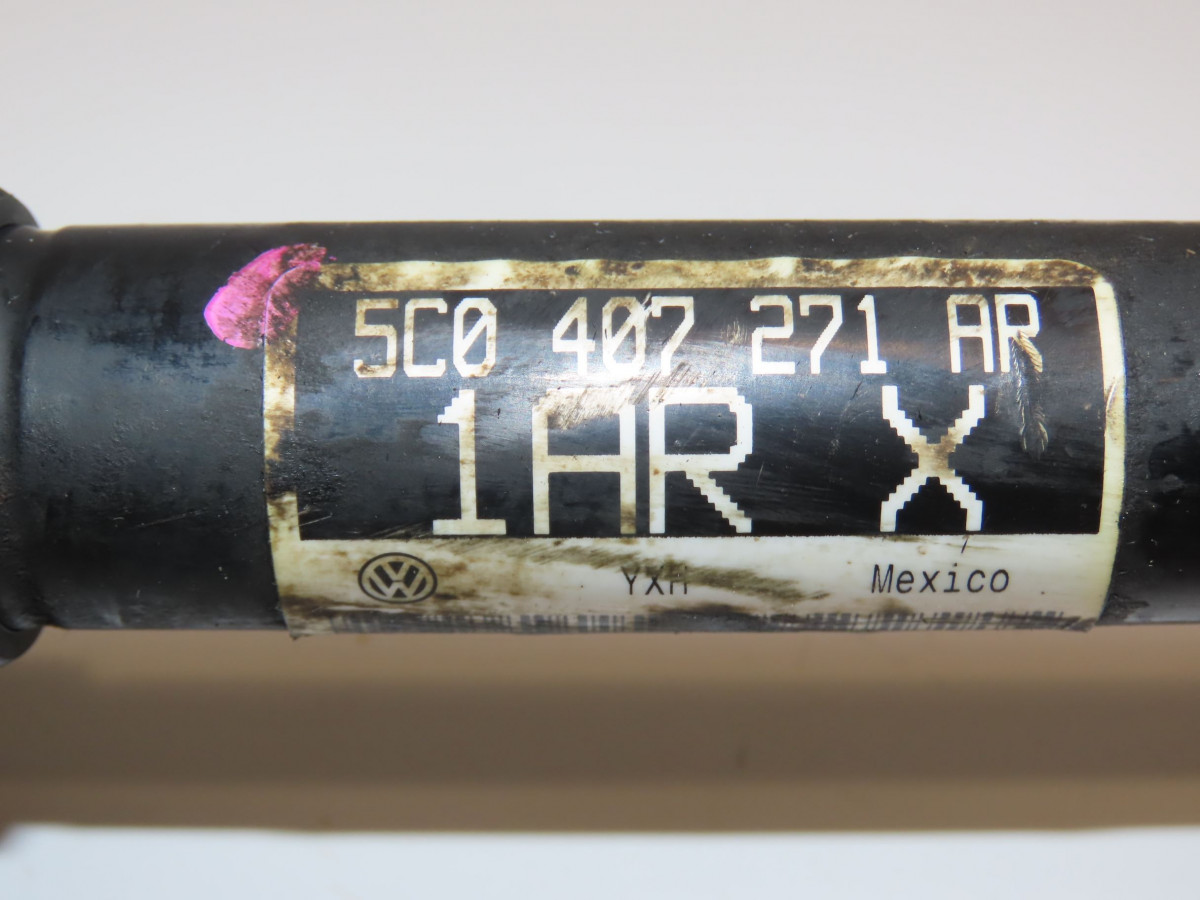 5C0 407 271 AR
1AR X
YXH Mexico